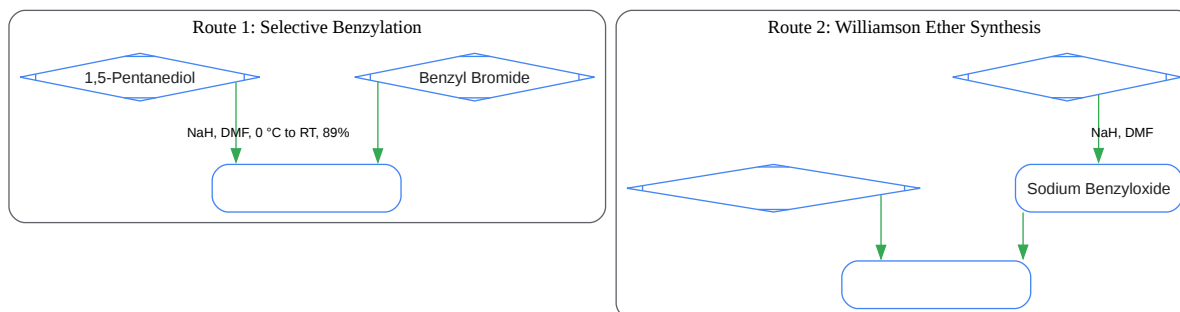 Route 1: Selective Benzylation
1,5-Pentanediol
Benzyl Bromide
NaH, DMF, 0 °C to RT, 89%
Route 2: Williamson Ether Synthesis
NaH, DMF
Sodium Benzyloxide